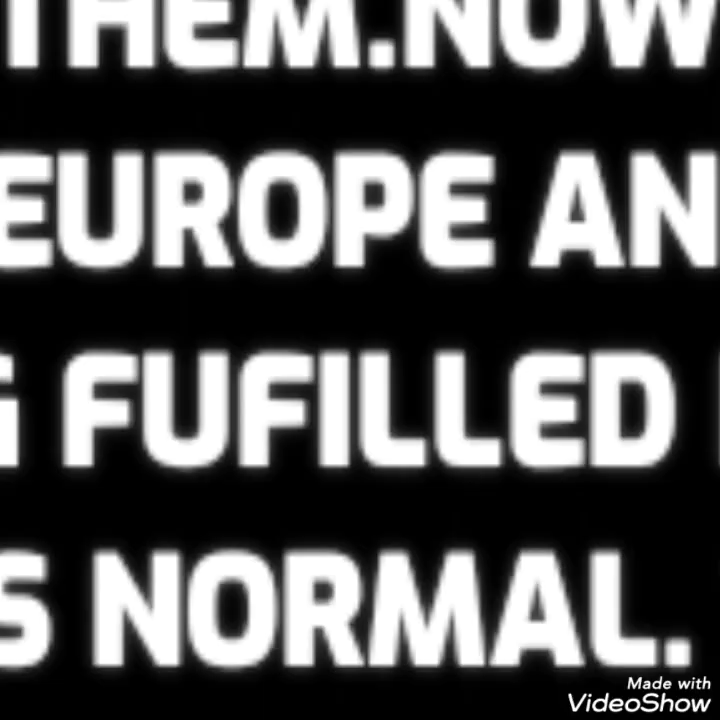 THEM.NOW
EUROPE AN
G FUFILLED
S NORMAL.
Made with
VideoShow